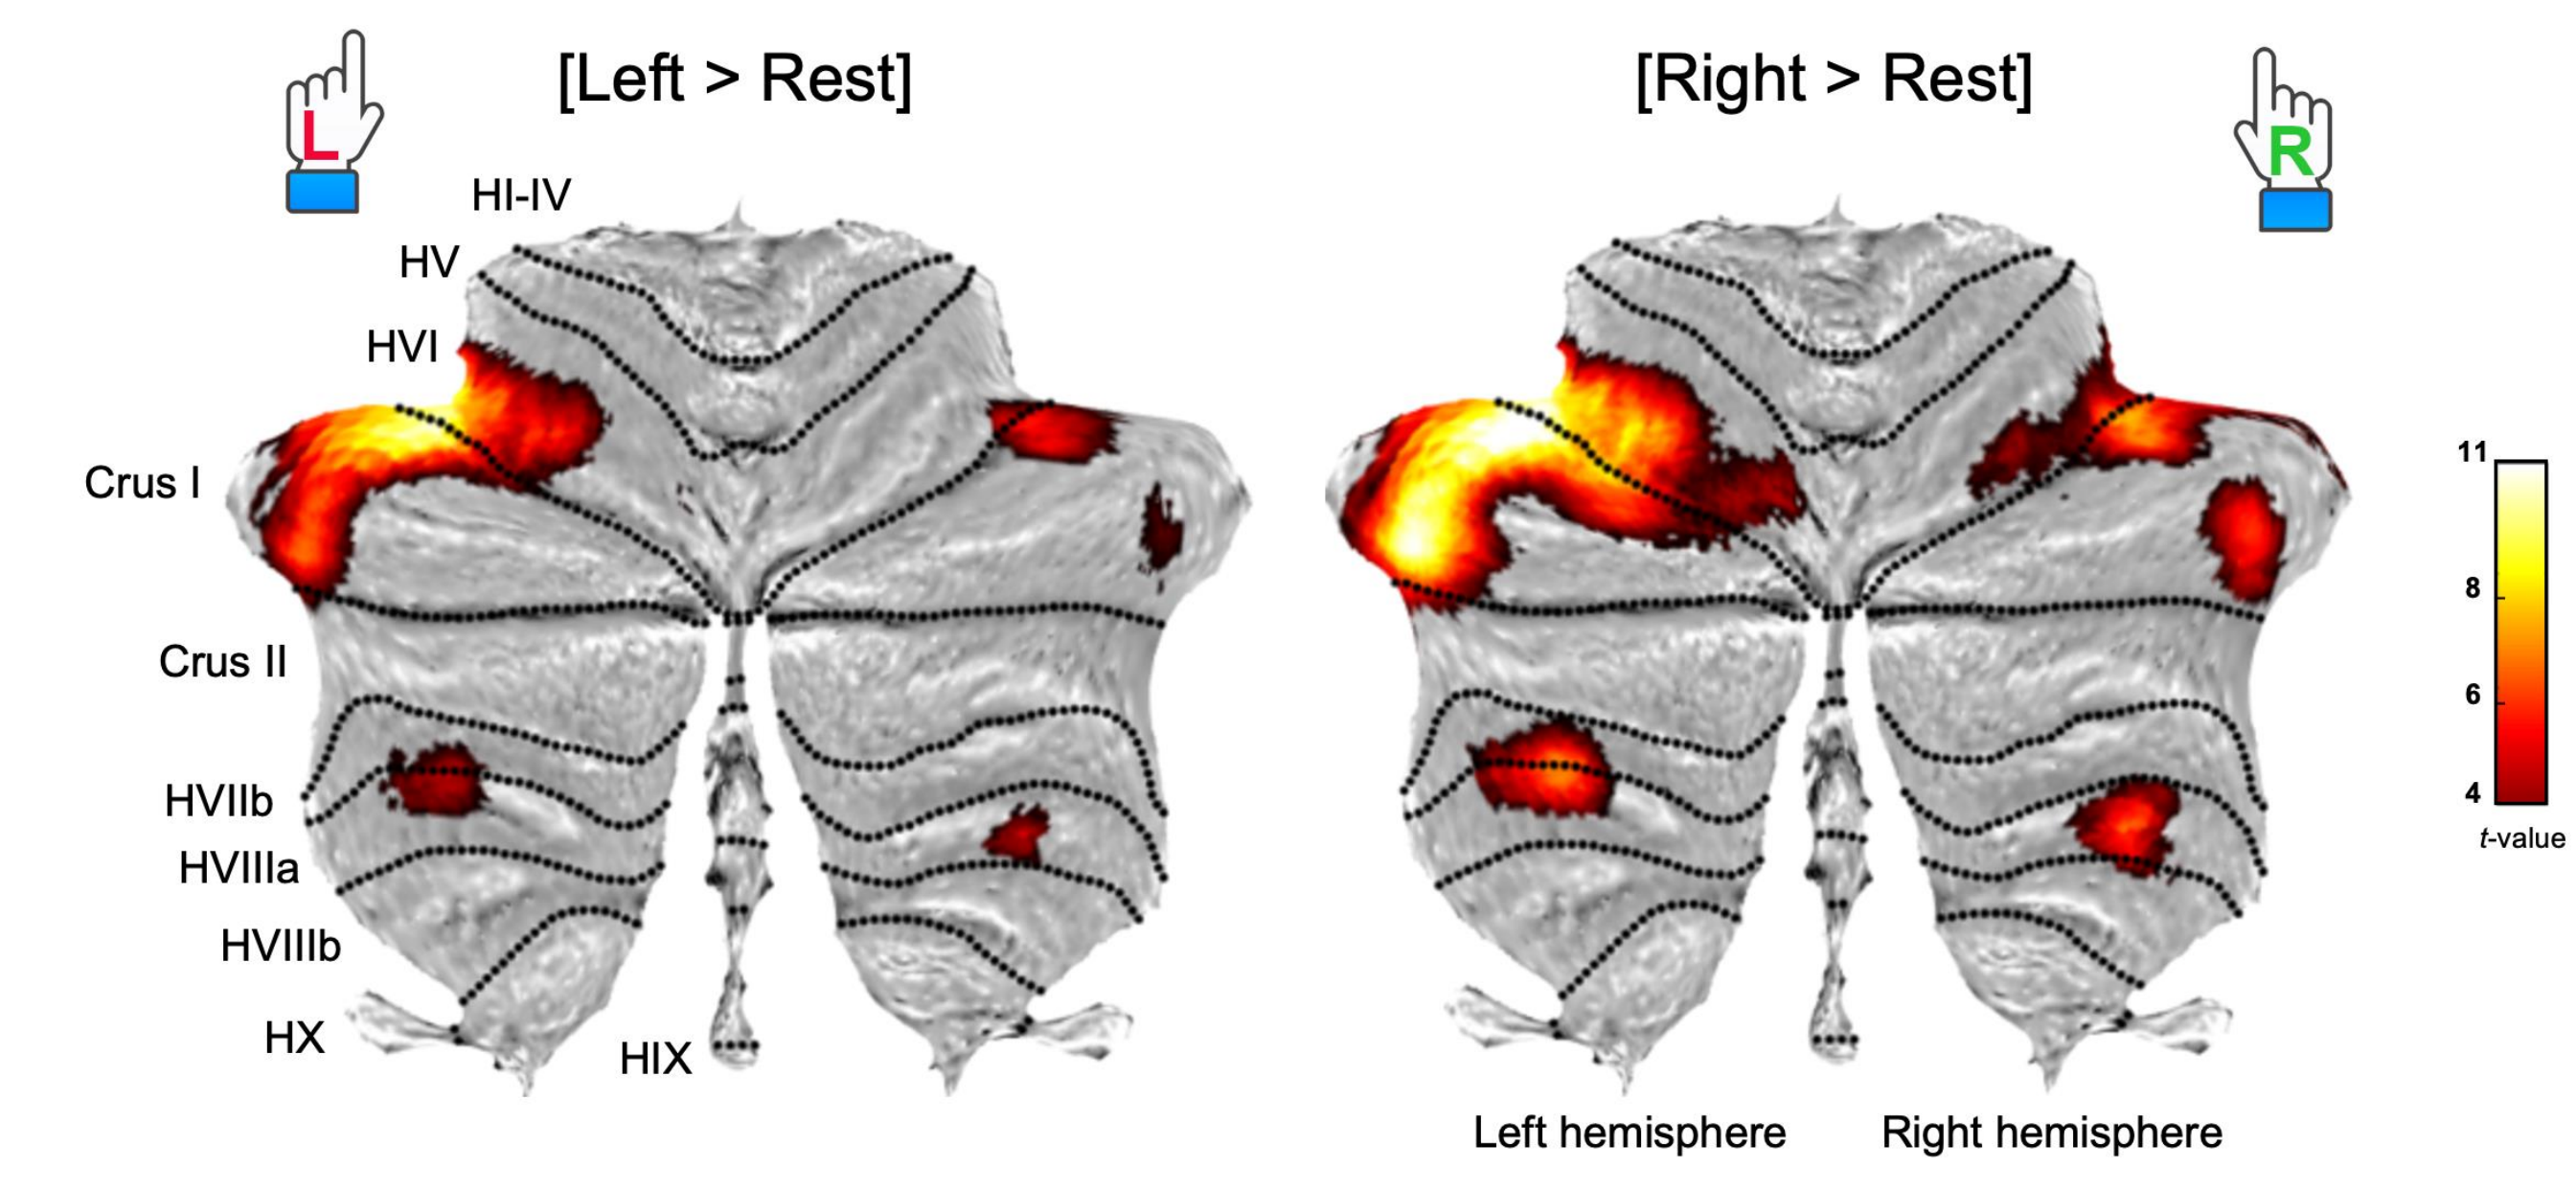 L
[Left > Rest]
[Right > Rest]
R
HI-IV
HV
HVI
Crus I
Crus II
HVIIb
HVIIIa
HVIIIb
HX
HIX
Left hemisphere
Right hemisphere
11
8
6
4
t-value